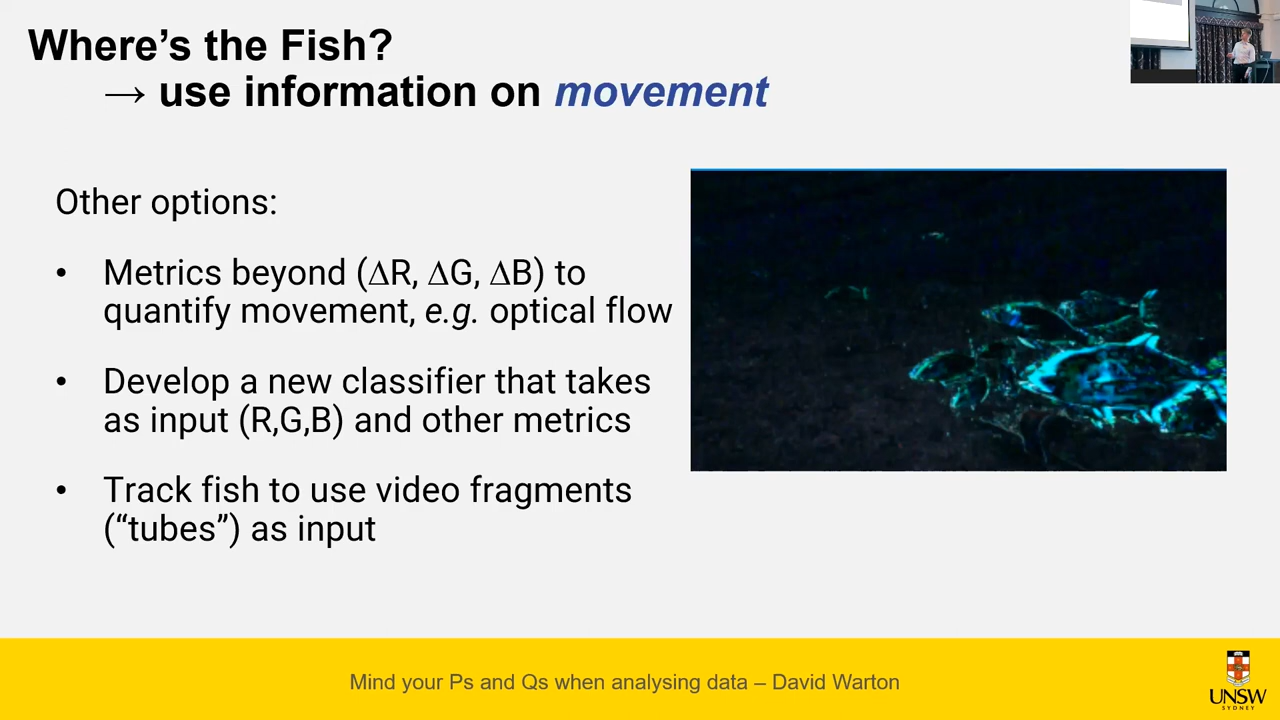 Where’s the Fish?
→ use information on movement
Other options:
• Metrics beyond (ΔR, ΔG, ΔB) to
quantify movement, e.g. optical flow
• Develop a new classifier that takes
as input (R,G,B) and other metrics
• Track fish to use video fragments
(“tubes”) as input
Mind your Ps and Qs when analysing data – David Warton
UNSW
SYDNEY